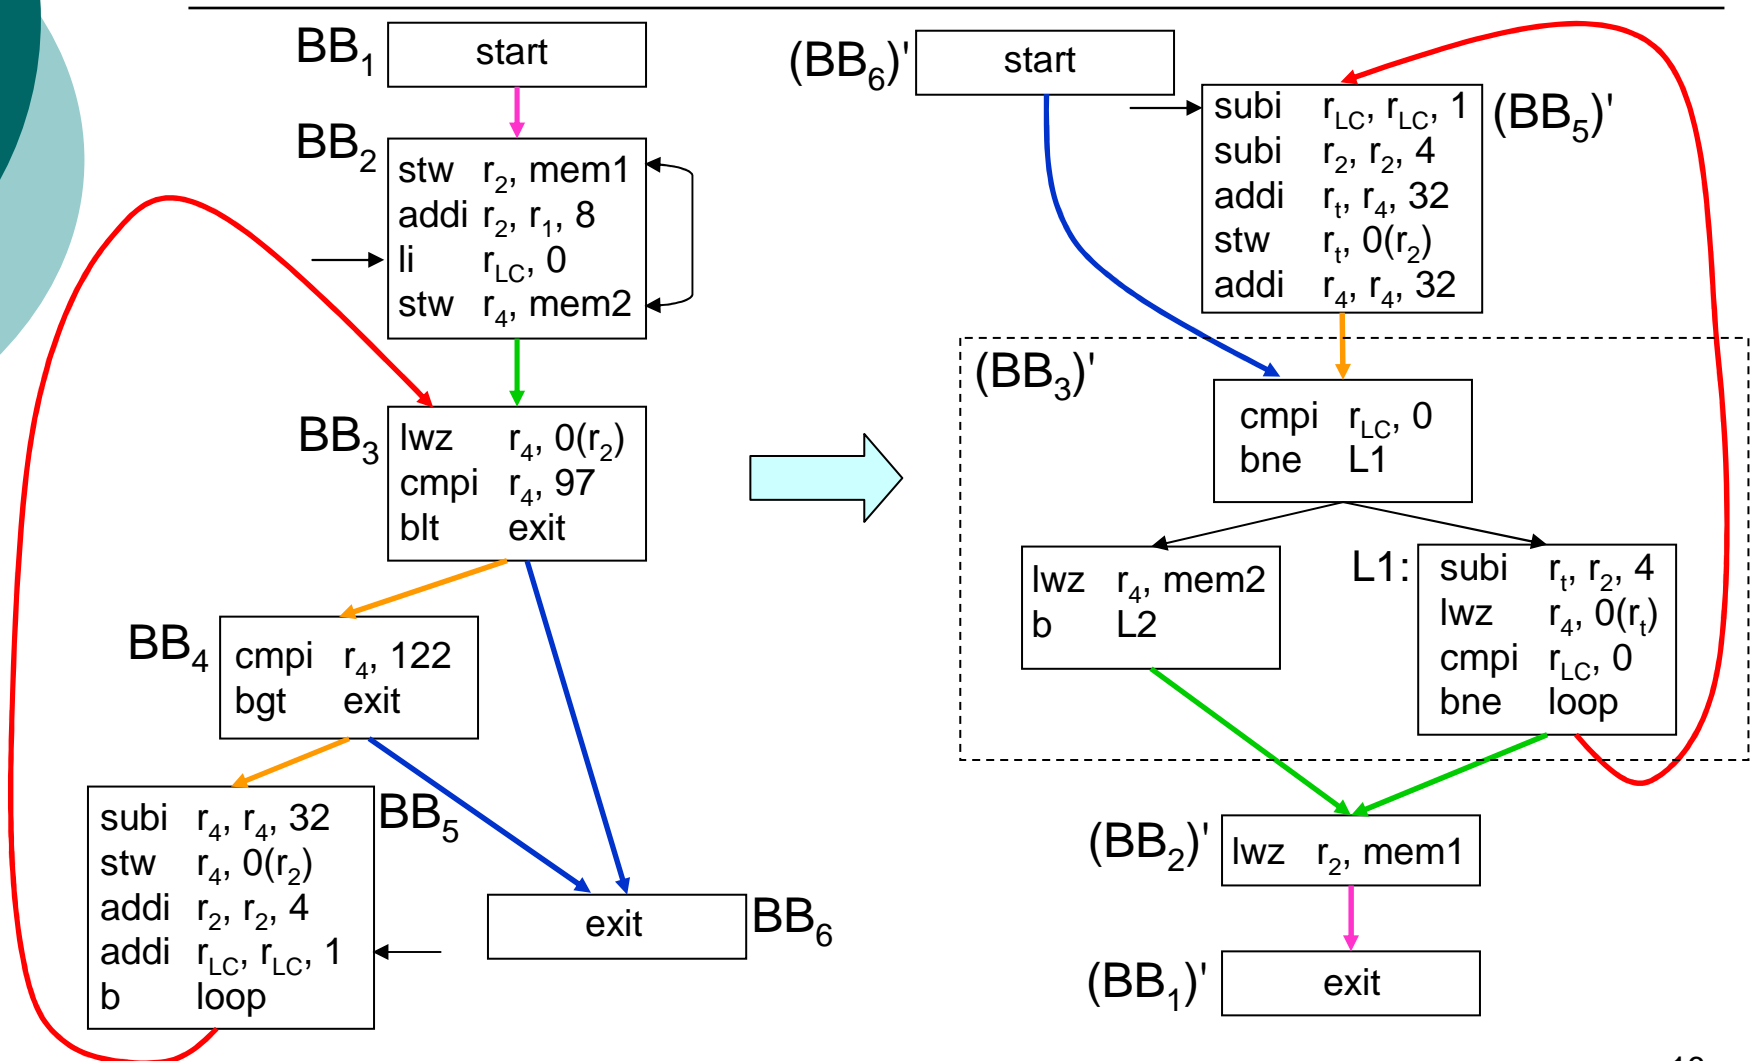 BB1
start
BB2
stw r2, mem1
addi r2, r1, 8
li rLC, 0
stw r4, mem2
BB3
lwz r4, 0(r2)
cmpi r4, 97
blt exit
BB4
cmpi r4, 122
bgt exit
BB5
subi r4, r4, 32
stw r4, 0(r2)
addi r2, r2, 4
addi rLC, rLC, 1
b loop
exit
BB6
(BB6)'
start
(BB5)'
subi rLC, rLC, 1
subi r2, r2, 4
addi rt, r4, 32
stw rt, 0(r2)
addi r4, r4, 32
(BB3)'
cmpi rLC, 0
bne L1
lwz r4, mem2
b L2
L1:
subi rt, r2, 4
lwz r4, 0(rt)
cmpi rLC, 0
bne loop
(BB2)'
lwz r2, mem1
(BB1)'
exit